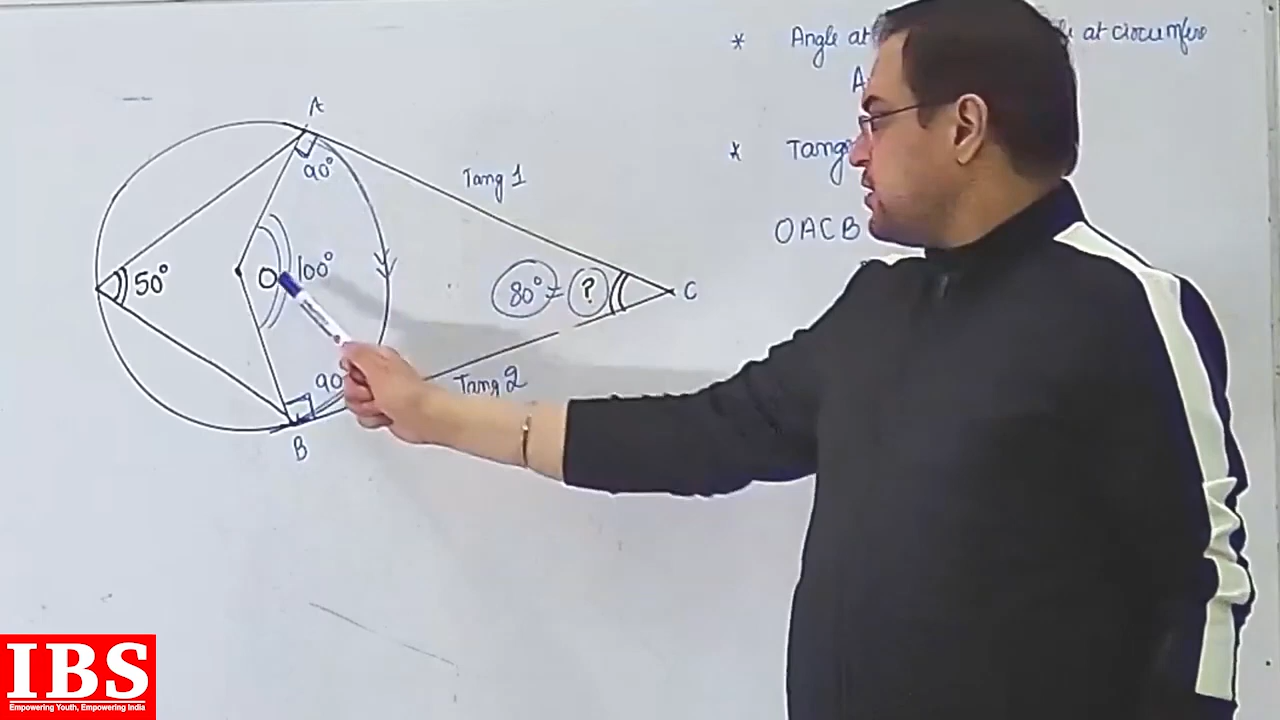 * Angle at
at circumfere
A
* Tang
OACB
A
90°
Tang 1
50°
O
100°
80° = ?
C
90
Tang 2
B
IBS
Empowering Youth, Empowering India